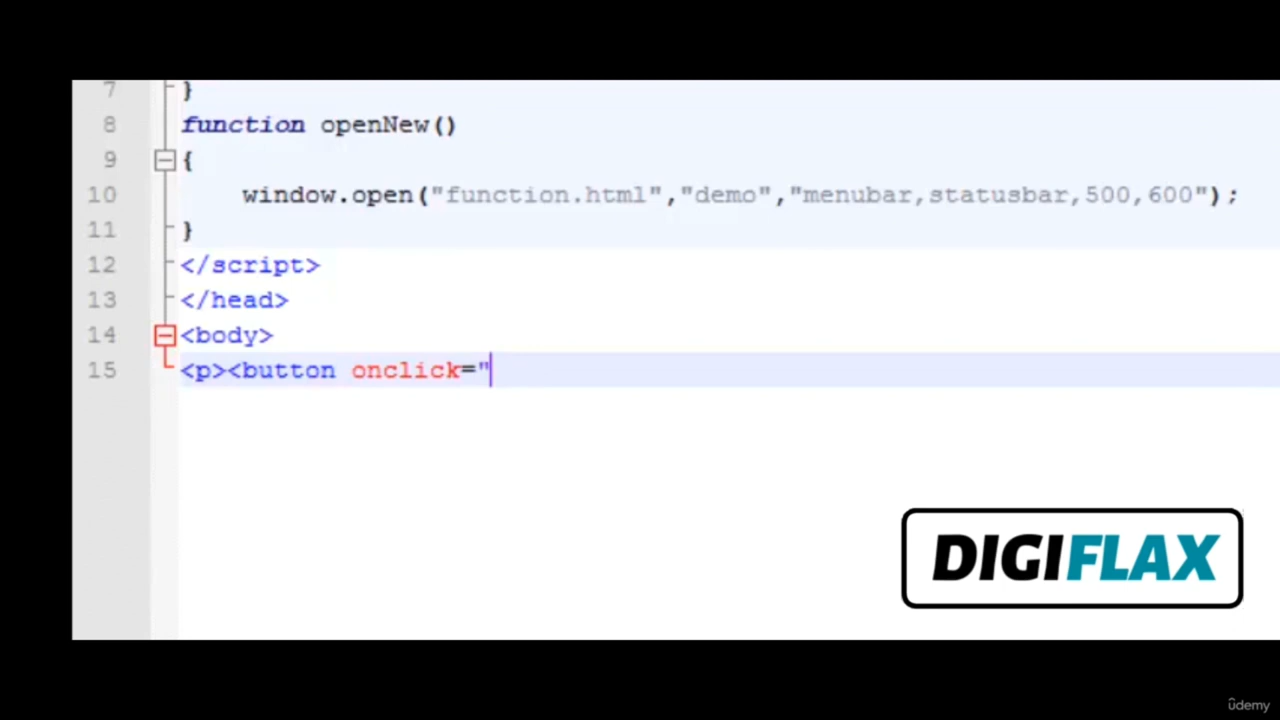 7 }
8 function openNew()
9 {
10 window.open("function.html","demo","menubar,statusbar,500,600");
11 }
12 </script>
13 </head>
14 <body>
15 <p><button onclick="
DIGIFLAX
ûdemy